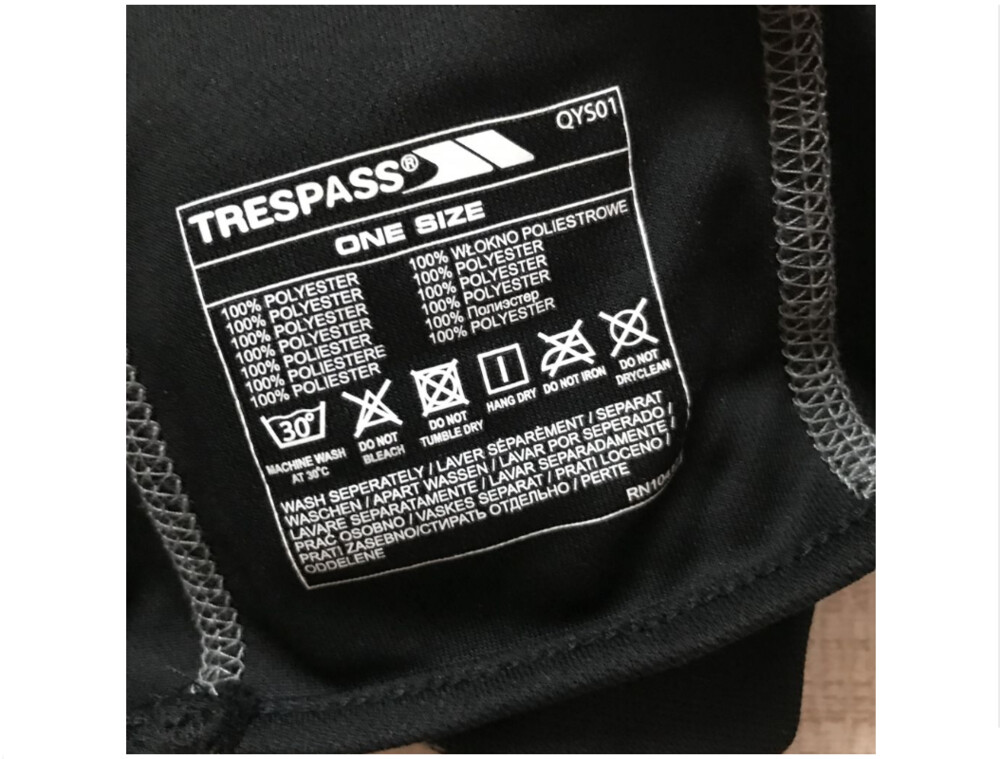 QYS01
TRESPASS®
ONE SIZE
100% POLYESTER
100% POLYESTER
100% POLYESTER
100% POLYESTER
100% POLIESTER
100% POLIESTERE
100% POLIESTER
100% WŁOKNO POLIESTROWE
100% POLYESTER
100% POLYESTER
100% POLYESTER
100% Полиэстер
100% POLYESTER
30°
MACHINE WASH
AT 30°C
DO NOT
BLEACH
DO NOT
TUMBLE DRY
HANG DRY
DO NOT IRON
DO NOT
DRYCLEAN
WASH SEPERATELY / LAVER SÉPARÉMENT / SEPARAT
WASCHEN / APART WASSEN / LAVAR POR SEPERADO /
LAVARE SEPARATAMENTE / LAVAR SEPARADAMENTE /
PRAĆ OSOBNO / VASKES SEPARAT / PRATI LOCENO /
PRATI ZASEBNO/СТИРАТЬ ОТДЕЛЬНО / PERTE
ODDELENE